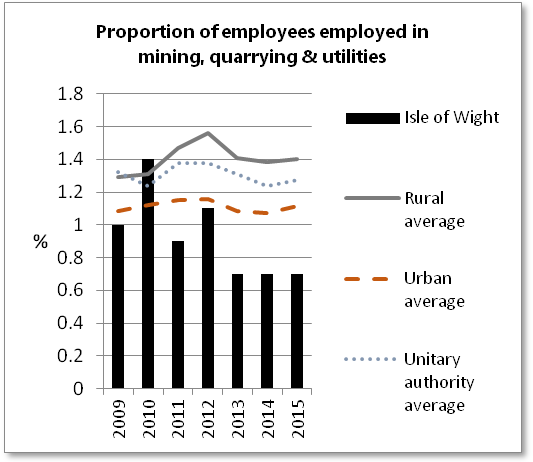 Proportion of employees employed in
mining, quarrying & utilities
1.8
1.6
1.4
1.2
1
0.8
0.6
0.4
0.2
0
%
2009
2010
2011
2012
2013
2014
2015
Isle of Wight
Rural
average
Urban
average
Unitary
authority
average